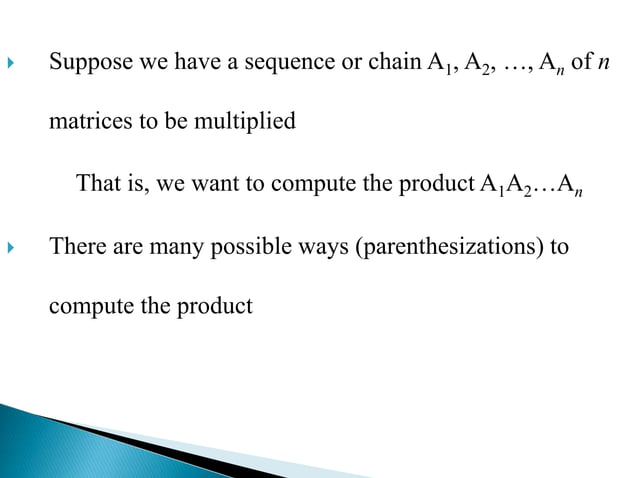 Suppose we have a sequence or chain A₁, A₂, …, Aₙ of n
matrices to be multiplied
That is, we want to compute the product A₁A₂…Aₙ
There are many possible ways (parenthesizations) to
compute the product